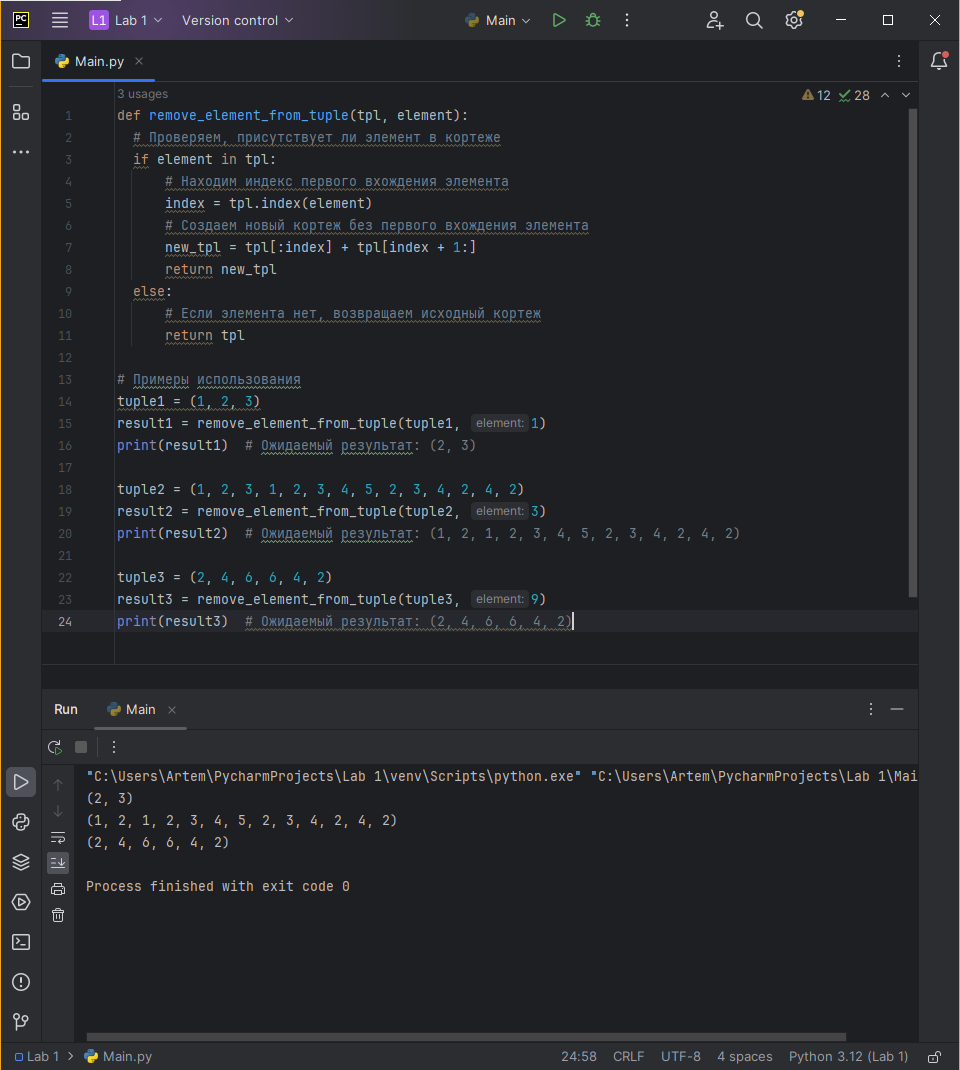 PC L1 Lab 1 Version control Main
Main.py
3 usages
12 28
1 def remove_element_from_tuple(tpl, element):
2 # Проверяем, присутствует ли элемент в кортеже
3 if element in tpl:
4 # Находим индекс первого вхождения элемента
5 index = tpl.index(element)
6 # Создаем новый кортеж без первого вхождения элемента
7 new_tpl = tpl[:index] + tpl[index + 1:]
8 return new_tpl
9 else:
10 # Если элемента нет, возвращаем исходный кортеж
11 return tpl
12
13 # Примеры использования
14 tuple1 = (1, 2, 3)
15 result1 = remove_element_from_tuple(tuple1, element: 1)
16 print(result1) # Ожидаемый результат: (2, 3)
17
18 tuple2 = (1, 2, 3, 1, 2, 3, 4, 5, 2, 3, 4, 2, 4, 2)
19 result2 = remove_element_from_tuple(tuple2, element: 3)
20 print(result2) # Ожидаемый результат: (1, 2, 1, 2, 3, 4, 5, 2, 3, 4, 2, 4, 2)
21
22 tuple3 = (2, 4, 6, 6, 4, 2)
23 result3 = remove_element_from_tuple(tuple3, element: 9)
24 print(result3) # Ожидаемый результат: (2, 4, 6, 6, 4, 2)
Run Main
"C:\Users\Artem\PycharmProjects\Lab 1\venv\Scripts\python.exe" "C:\Users\Artem\PycharmProjects\Lab 1\Mai
(2, 3)
(1, 2, 1, 2, 3, 4, 5, 2, 3, 4, 2, 4, 2)
(2, 4, 6, 6, 4, 2)
Process finished with exit code 0
Lab 1 Main.py 24:58 CRLF UTF-8 4 spaces Python 3.12 (Lab 1)